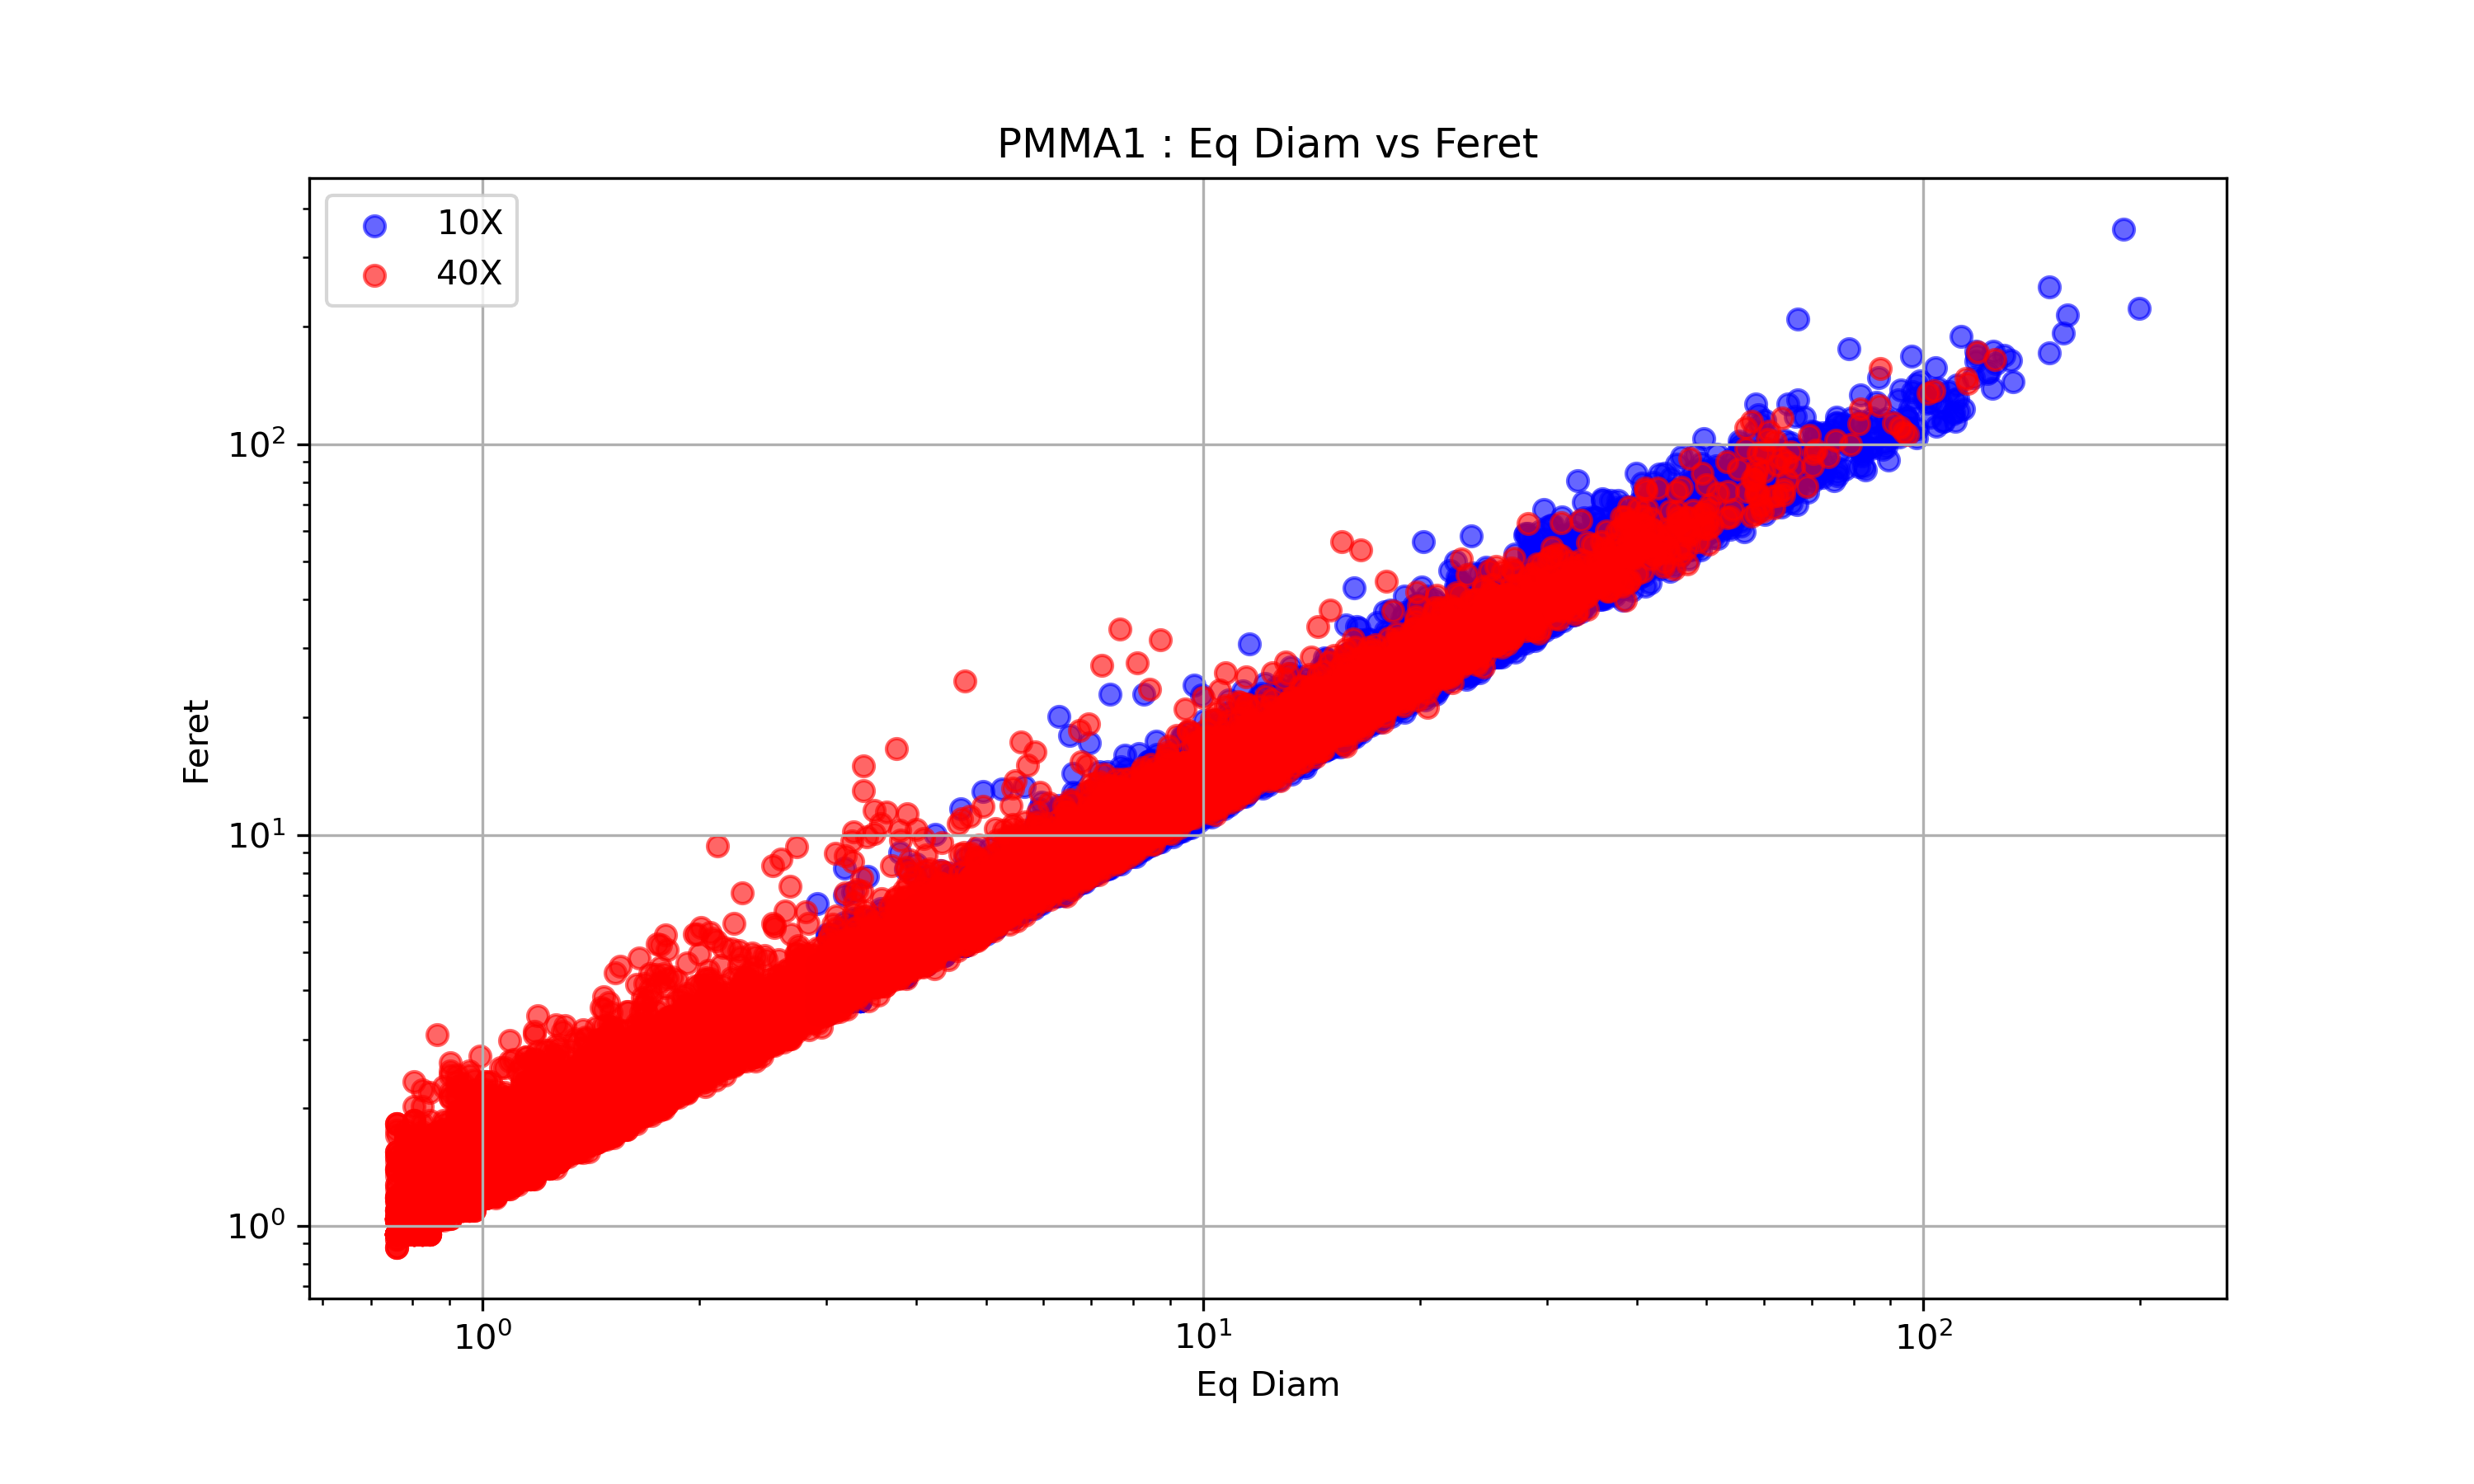 PMMA1 : Eq Diam vs Feret
10X
40X
10²
10¹
10⁰
Feret
10⁰
10¹
10²
Eq Diam